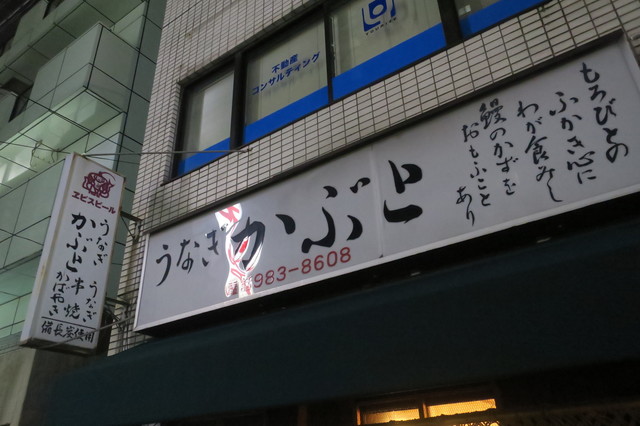 不動産
コンサルティング
ヱビスビール
うなぎ
かぶと
うなぎ
串焼
かばやき
備長炭使用
うなぎ かぶと
983-8608
もろびとの
ふかき心に
わが食みし
鰻のかずを
おもふこと
あり